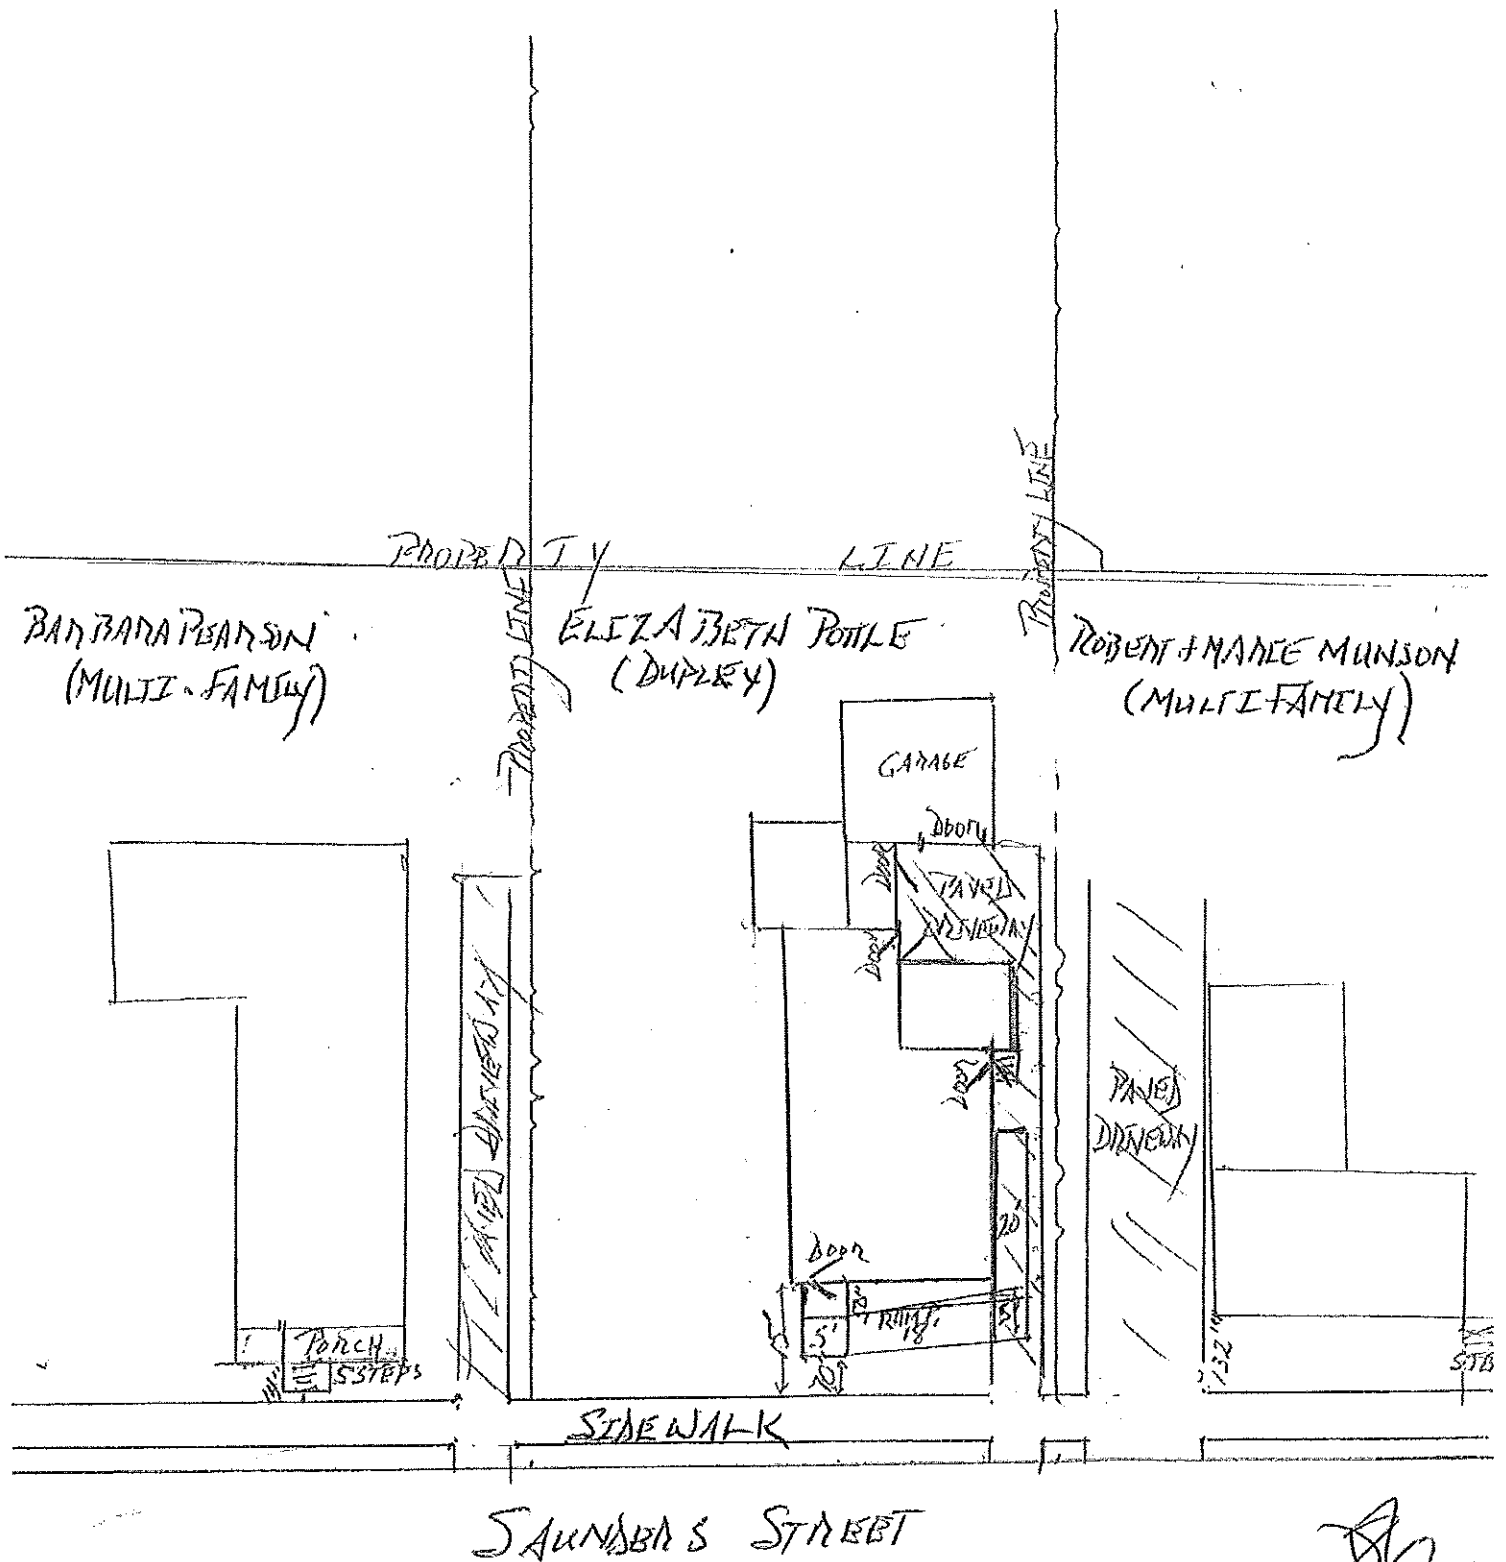 PROPERTY LINE
PROPERTY LINE
PROPERTY LINE
BARBARA PEARSON
(MULTI-FAMILY)
ELIZABETH POTTLE
(DUPLEX)
ROBERT + MARIE MUNSON
(MULTI FAMILY)
GARAGE
DOOR
DOOR
PAVED
DRIVEWAY
DOOR
PAVED DRIVEWAY
DOOR
PAVED
DRIVEWAY
20'
DOOR
RAMP
18'
5'
5'
PORCH
5 STEPS
132"
SIDEWALK
SAUNDERS STREET